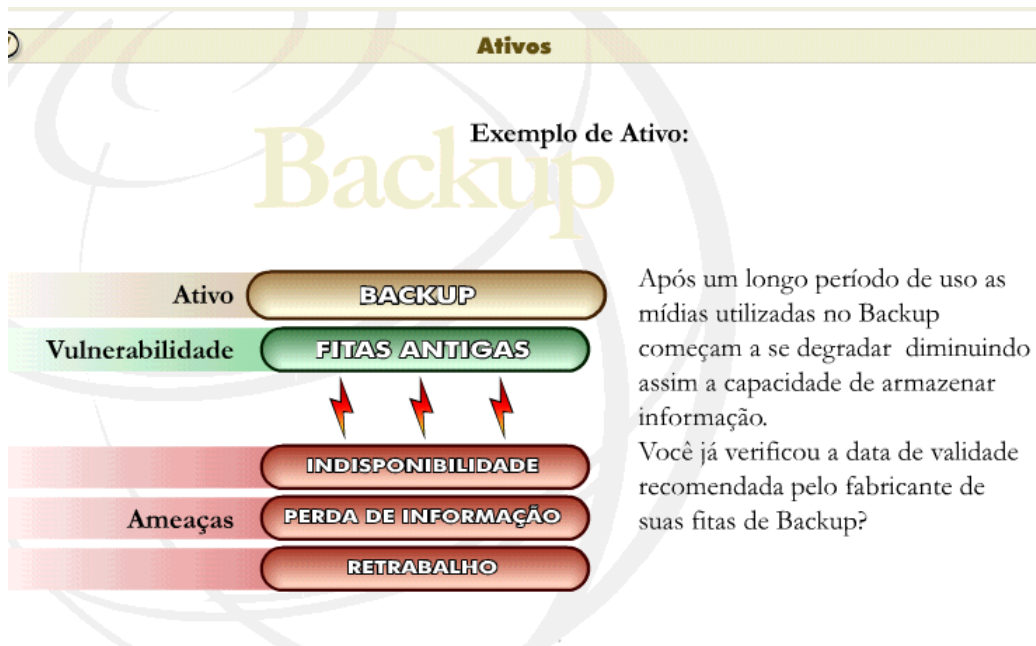 Ativos
Exemplo de Ativo:
Backup
Ativo
BACKUP
Vulnerabilidade
FITAS ANTIGAS
INDISPONIBILIDADE
Ameaças
PERDA DE INFORMAÇÃO
RETRABALHO
Após um longo período de uso as
mídias utilizadas no Backup
começam a se degradar diminuindo
assim a capacidade de armazenar
informação.
Você já verificou a data de validade
recomendada pelo fabricante de
suas fitas de Backup?